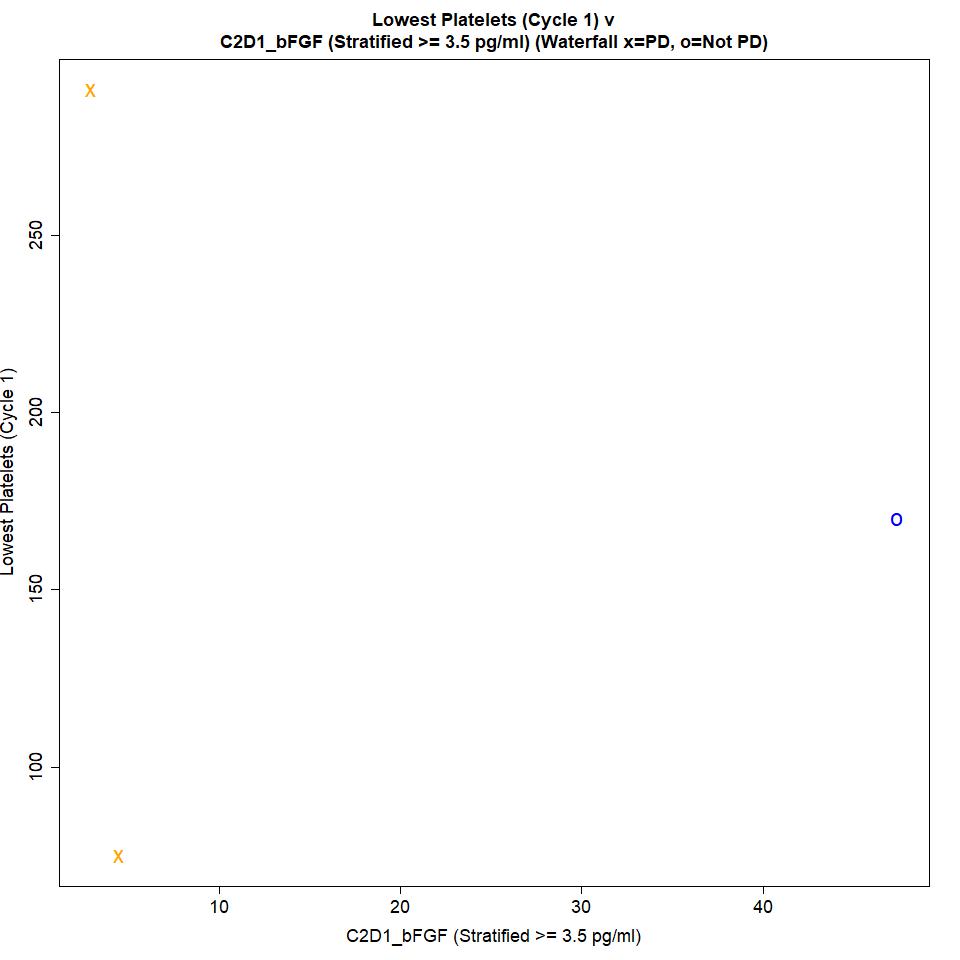 Lowest Platelets (Cycle 1) v
C2D1_bFGF (Stratified >= 3.5 pg/ml) (Waterfall x=PD, o=Not PD)
Lowest Platelets (Cycle 1)
250
200
150
100
X
X
O
10
20
30
40
C2D1_bFGF (Stratified >= 3.5 pg/ml)